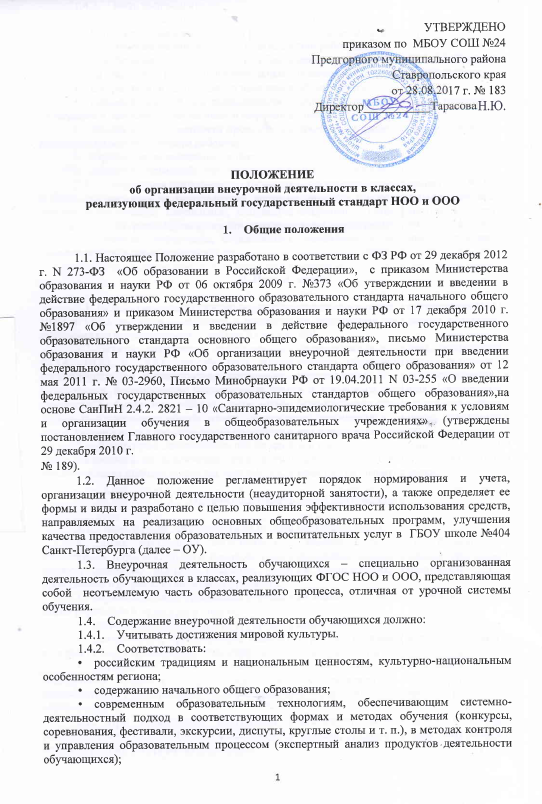 УТВЕРЖДЕНО
приказом по  МБОУ СОШ №24
Предгорного муниципального района
Ставропольского края
от 28.08.2017 г. № 183
Директор Тарасова Н.Ю.
МБОУ
СОШ №24
ПОЛОЖЕНИЕ
об организации внеурочной деятельности в классах,
реализующих федеральный государственный стандарт НОО и ООО
1.    Общие положения
1.1. Настоящее Положение разработано в соответствии с ФЗ РФ от 29 декабря 2012
г. N 273-ФЗ  «Об образовании в Российской Федерации»,  с приказом Министерства
образования и науки РФ от 06 октября 2009 г. №373 «Об утверждении и введении в
действие федерального государственного образовательного стандарта начального общего
образования» и приказом Министерства образования и науки РФ от 17 декабря 2010 г.
№1897 «Об утверждении и введении в действие федерального государственного
образовательного стандарта основного общего образования», письмо Министерства
образования и науки РФ «Об организации внеурочной деятельности при введении
федерального государственного образовательного стандарта общего образования» от 12
мая 2011 г. № 03-2960, Письмо Минобрнауки РФ от 19.04.2011 N 03-255 «О введении
федеральных государственных образовательных стандартов общего образования»,на
основе СанПиН 2.4.2. 2821 – 10 «Санитарно-эпидемиологические требования к условиям
и организации обучения в общеобразовательных учреждениях». (утверждены
постановлением Главного государственного санитарного врача Российской Федерации от
29 декабря 2010 г.
№ 189).
1.2. Данное положение регламентирует порядок нормирования и учета,
организации внеурочной деятельности (неаудиторной занятости), а также определяет ее
формы и виды и разработано с целью повышения эффективности использования средств,
направляемых на реализацию основных общеобразовательных программ, улучшения
качества предоставления образовательных и воспитательных услуг в  ГБОУ школе №404
Санкт-Петербурга (далее – ОУ).
1.3. Внеурочная деятельность обучающихся – специально организованная
деятельность обучающихся в классах, реализующих ФГОС НОО и ООО, представляющая
собой  неотъемлемую часть образовательного процесса, отличная от урочной системы
обучения.
1.4.   Содержание внеурочной деятельности обучающихся должно:
1.4.1.   Учитывать достижения мировой культуры.
1.4.2.   Соответствовать:
•   российским традициям и национальным ценностям, культурно-национальным
особенностям региона;
•   содержанию начального общего образования;
•   современным образовательным технологиям, обеспечивающим системно-
деятельностный подход в соответствующих формах и методах обучения (конкурсы,
соревнования, фестивали, экскурсии, диспуты, круглые столы и т. п.), в методах контроля
и управления образовательным процессом (экспертный анализ продуктов деятельности
обучающихся);
1